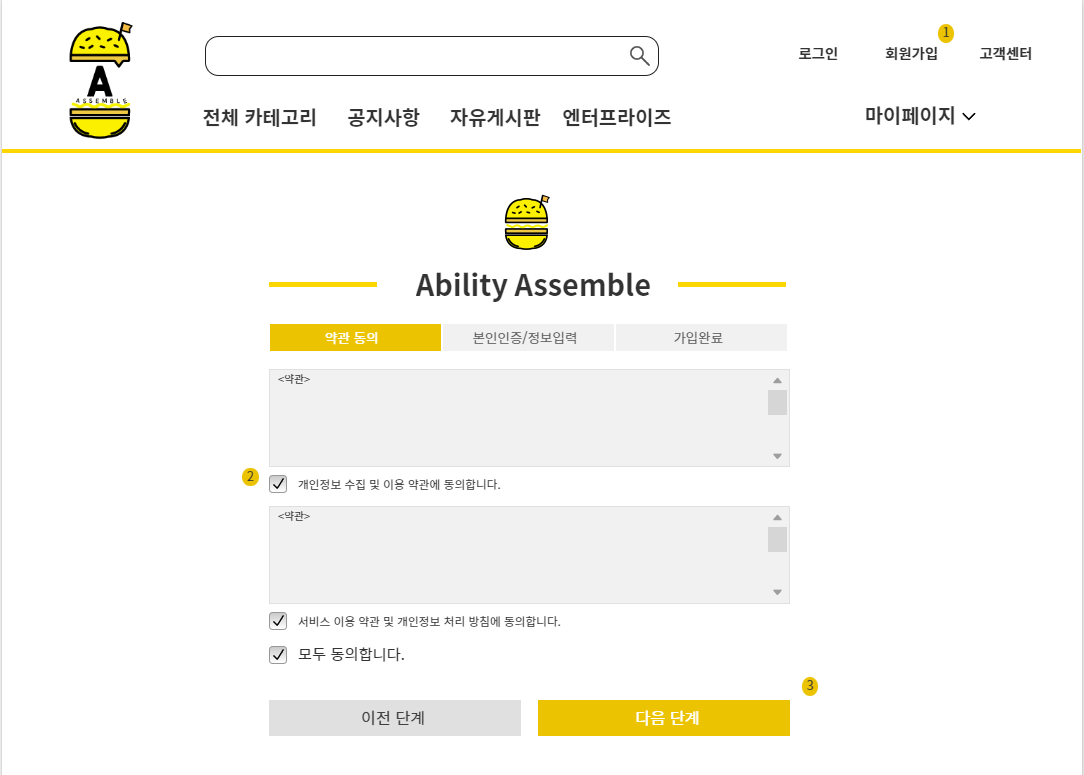 1
로그인 회원가입 고객센터
A
ASSEMBLE
전체 카테고리 공지사항 자유게시판 엔터프라이즈 마이페이지
Ability Assemble
약관 동의 본인인증/정보입력 가입완료
<약관>
2
개인정보 수집 및 이용 약관에 동의합니다.
<약관>
서비스 이용 약관 및 개인정보 처리 방침에 동의합니다.
모두 동의합니다.
3
이전 단계 다음 단계